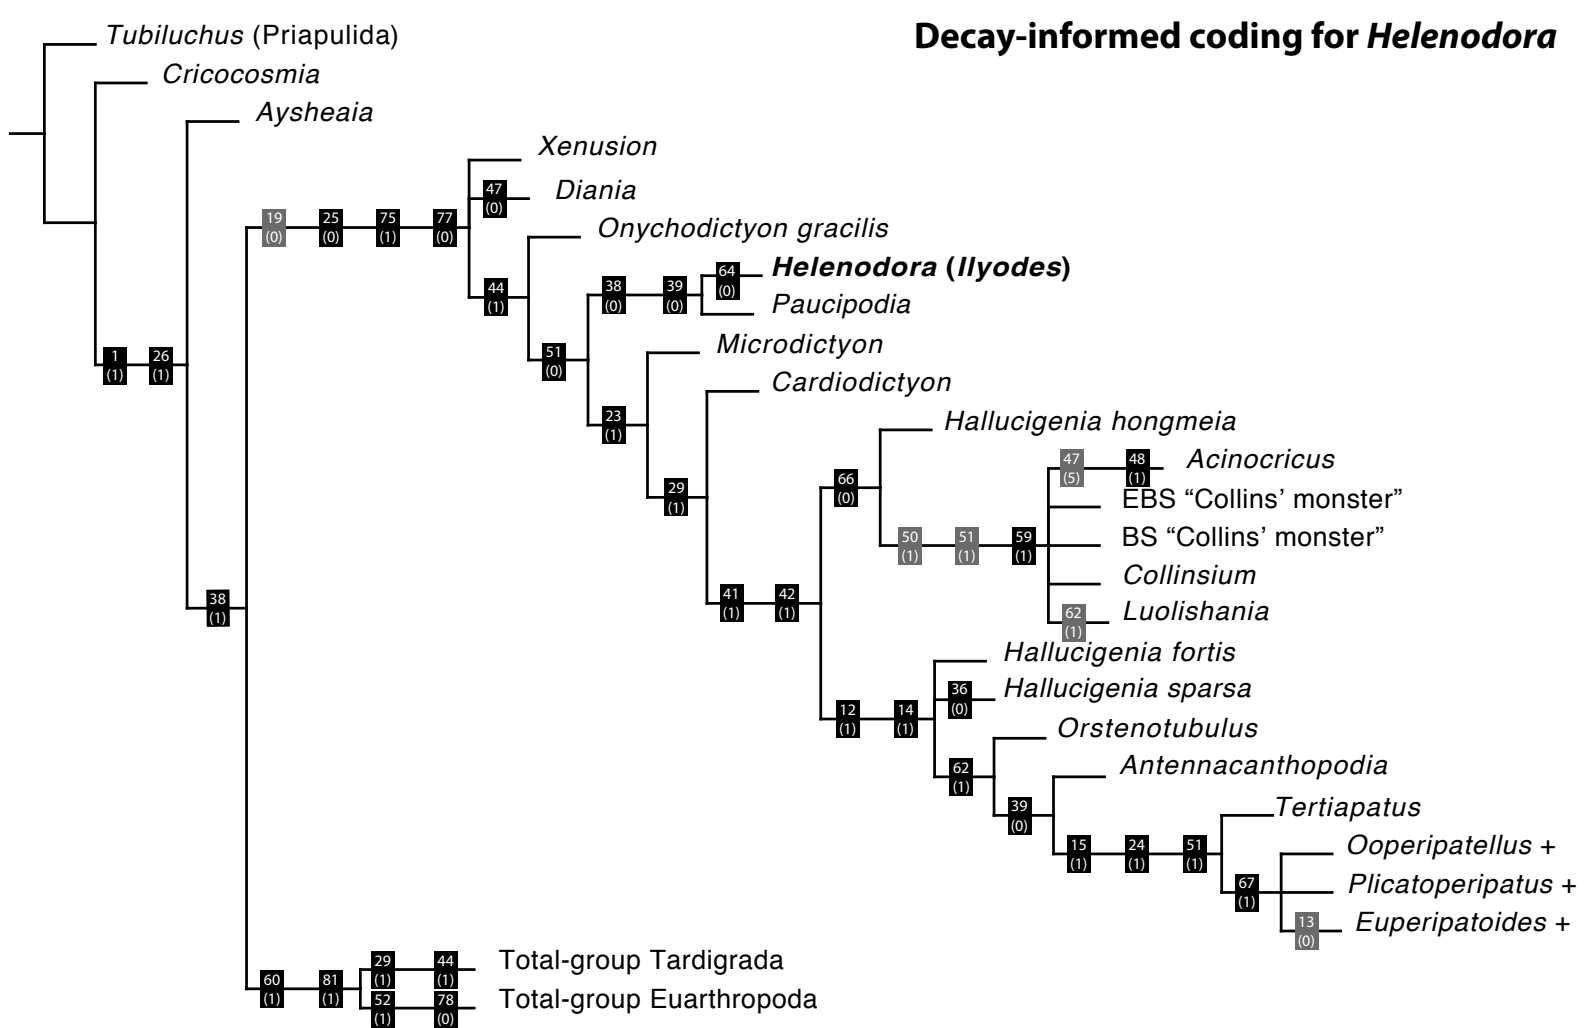 Decay-informed coding for Helenodora
Tubiluchus (Priapulida)
Cricocosmia
Aysheaia
Xenusion
47
(0)
Diania
19
(0)
25
(0)
75
(1)
77
(0)
Onychodictyon gracilis
44
(1)
38
(0)
39
(0)
64
(0)
Helenodora (Ilyodes)
Paucipodia
51
(0)
Microdictyon
1
(1)
26
(1)
Cardiodictyon
23
(1)
Hallucigenia hongmeia
29
(1)
66
(0)
47
(5)
48
(1)
Acinocricus
EBS “Collins’ monster”
50
(1)
51
(1)
59
(1)
BS “Collins’ monster”
Collinsium
38
(1)
41
(1)
42
(1)
62
(1)
Luolishania
Hallucigenia fortis
36
(0)
Hallucigenia sparsa
12
(1)
14
(1)
Orstenotubulus
62
(1)
Antennacanthopodia
39
(0)
Tertiapatus
15
(1)
24
(1)
51
(1)
Ooperipatellus +
67
(1)
Plicatoperipatus +
13
(0)
Euperipatoides +
60
(1)
81
(1)
29
(1)
44
(1)
Total-group Tardigrada
52
(1)
78
(0)
Total-group Euarthropoda